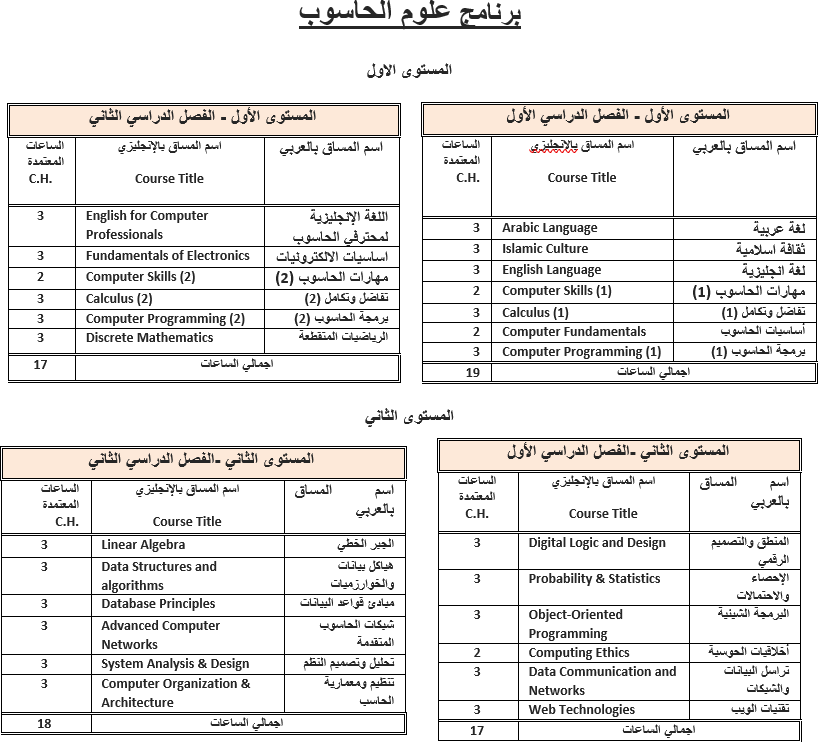 برنامج علوم الحاسوب
المستوى الاول
المستوى الأول - الفصل الدراسي الأول
اسم المساق بالعربي
اسم المساق بالإنجليزي
Course Title
الساعات
المعتمدة
C.H.
لغة عربية Arabic Language 3
ثقافة اسلامية Islamic Culture 3
لغة انجليزية English Language 3
مهارات الحاسوب (1) Computer Skills (1) 2
تفاضل وتكامل (1) Calculus (1) 3
أساسيات الحاسوب Computer Fundamentals 2
برمجة الحاسوب (1) Computer Programming (1) 3
اجمالي الساعات 19
المستوى الأول - الفصل الدراسي الثاني
اسم المساق بالعربي
اسم المساق بالإنجليزي
Course Title
الساعات
المعتمدة
C.H.
اللغة الإنجليزية English for Computer 3
لمحترفي الحاسوب Professionals
اساسيات الالكترونيات Fundamentals of Electronics 3
مهارات الحاسوب (2) Computer Skills (2) 2
تفاضل وتكامل (2) Calculus (2) 3
برمجة الحاسوب (2) Computer Programming (2) 3
الرياضيات المتقطعة Discrete Mathematics 3
اجمالي الساعات 17
المستوى الثاني
المستوى الثاني -الفصل الدراسي الأول
اسم المساق
بالعربي
اسم المساق بالإنجليزي
Course Title
الساعات
المعتمدة
C.H.
المنطق والتصميم Digital Logic and Design 3
الرقمي
الإحصاء Probability & Statistics 3
والاحتمالات
البرمجة الشيئية Object-Oriented 3
Programming
أخلاقيات الحوسبة Computing Ethics 2
تراسل البيانات Data Communication and 3
والشبكات Networks
تقنيات الويب Web Technologies 3
اجمالي الساعات 17
المستوى الثاني -الفصل الدراسي الثاني
اسم المساق
بالعربي
اسم المساق بالإنجليزي
Course Title
الساعات
المعتمدة
C.H.
الجبر الخطي Linear Algebra 3
هياكل بيانات Data Structures and 3
والخوارزميات algorithms
مبادئ قواعد البيانات Database Principles 3
شبكات الحاسوب Advanced Computer 3
المتقدمة Networks
تحليل وتصميم النظم System Analysis & Design 3
تنظيم ومعمارية Computer Organization & 3
الحاسب Architecture
اجمالي الساعات 18